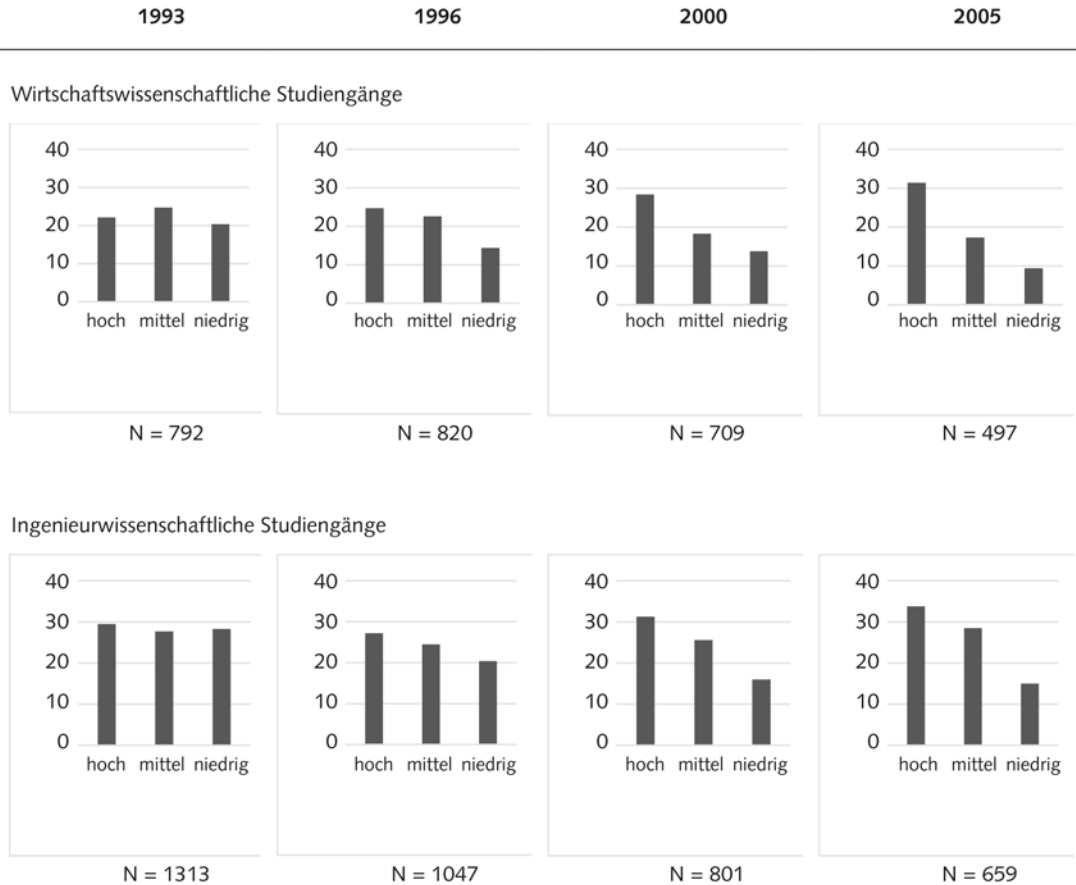 1993 1996 2000 2005
Wirtschaftswissenschaftliche Studiengänge
40 40 40 40
30 30 30 30
20 20 20 20
10 10 10 10
0 0 0 0
hoch mittel niedrig hoch mittel niedrig hoch mittel niedrig hoch mittel niedrig
N = 792 N = 820 N = 709 N = 497
Ingenieurwissenschaftliche Studiengänge
40 40 40 40
30 30 30 30
20 20 20 20
10 10 10 10
0 0 0 0
hoch mittel niedrig hoch mittel niedrig hoch mittel niedrig hoch mittel niedrig
N = 1313 N = 1047 N = 801 N = 659